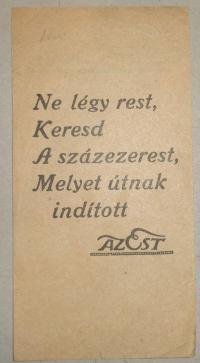 Ne légy rest,
Keresd
A százezerest,
Melyet útnak
indított
AZ EST